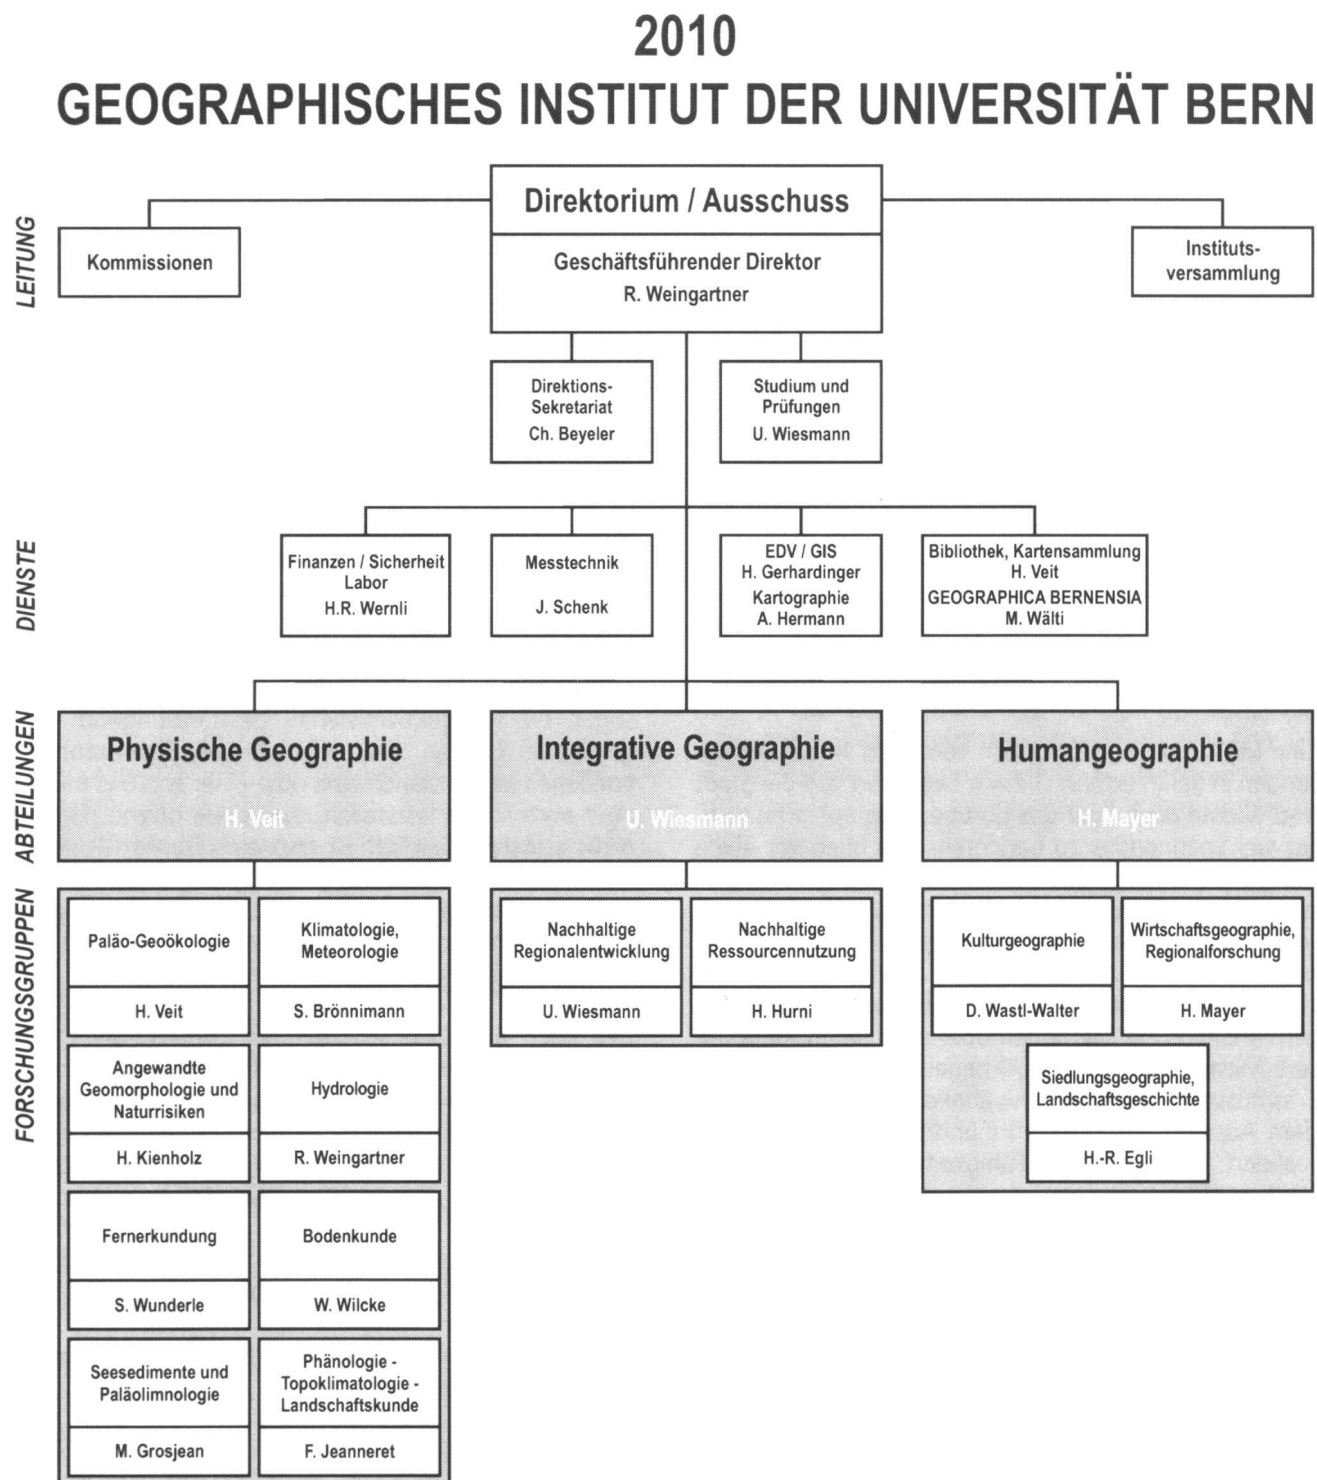 2010
GEOGRAPHISCHES INSTITUT DER UNIVERSITÄT BERN
LEITUNG
Kommissionen
Direktorium / Ausschuss
Geschäftsführender Direktor
R. Weingartner
Instituts-
versammlung
Direktions-
Sekretariat
Ch. Beyeler
Studium und
Prüfungen
U. Wiesmann
DIENSTE
Finanzen / Sicherheit
Labor
H.R. Wernli
Messtechnik
J. Schenk
EDV / GIS
H. Gerhardinger
Kartographie
A. Hermann
Bibliothek, Kartensammlung
H. Veit
GEOGRAPHICA BERNENSIA
M. Wälti
ABTEILUNGEN
Physische Geographie
H. Veit
Integrative Geographie
U. Wiesmann
Humangeographie
H. Mayer
FORSCHUNGSGRUPPEN
Paläo-Geoökologie
H. Veit
Klimatologie,
Meteorologie
S. Brönnimann
Angewandte
Geomorphologie und
Naturrisiken
H. Kienholz
Hydrologie
R. Weingartner
Fernerkundung
S. Wunderle
Bodenkunde
W. Wilcke
Seesedimente und
Paläolimnologie
M. Grosjean
Phänologie -
Topoklimatologie -
Landschaftskunde
F. Jeanneret
Nachhaltige
Regionalentwicklung
U. Wiesmann
Nachhaltige
Ressourcennutzung
H. Hurni
Kulturgeographie
D. Wastl-Walter
Wirtschaftsgeographie,
Regionalforschung
H. Mayer
Siedlungsgeographie,
Landschaftsgeschichte
H.-R. Egli